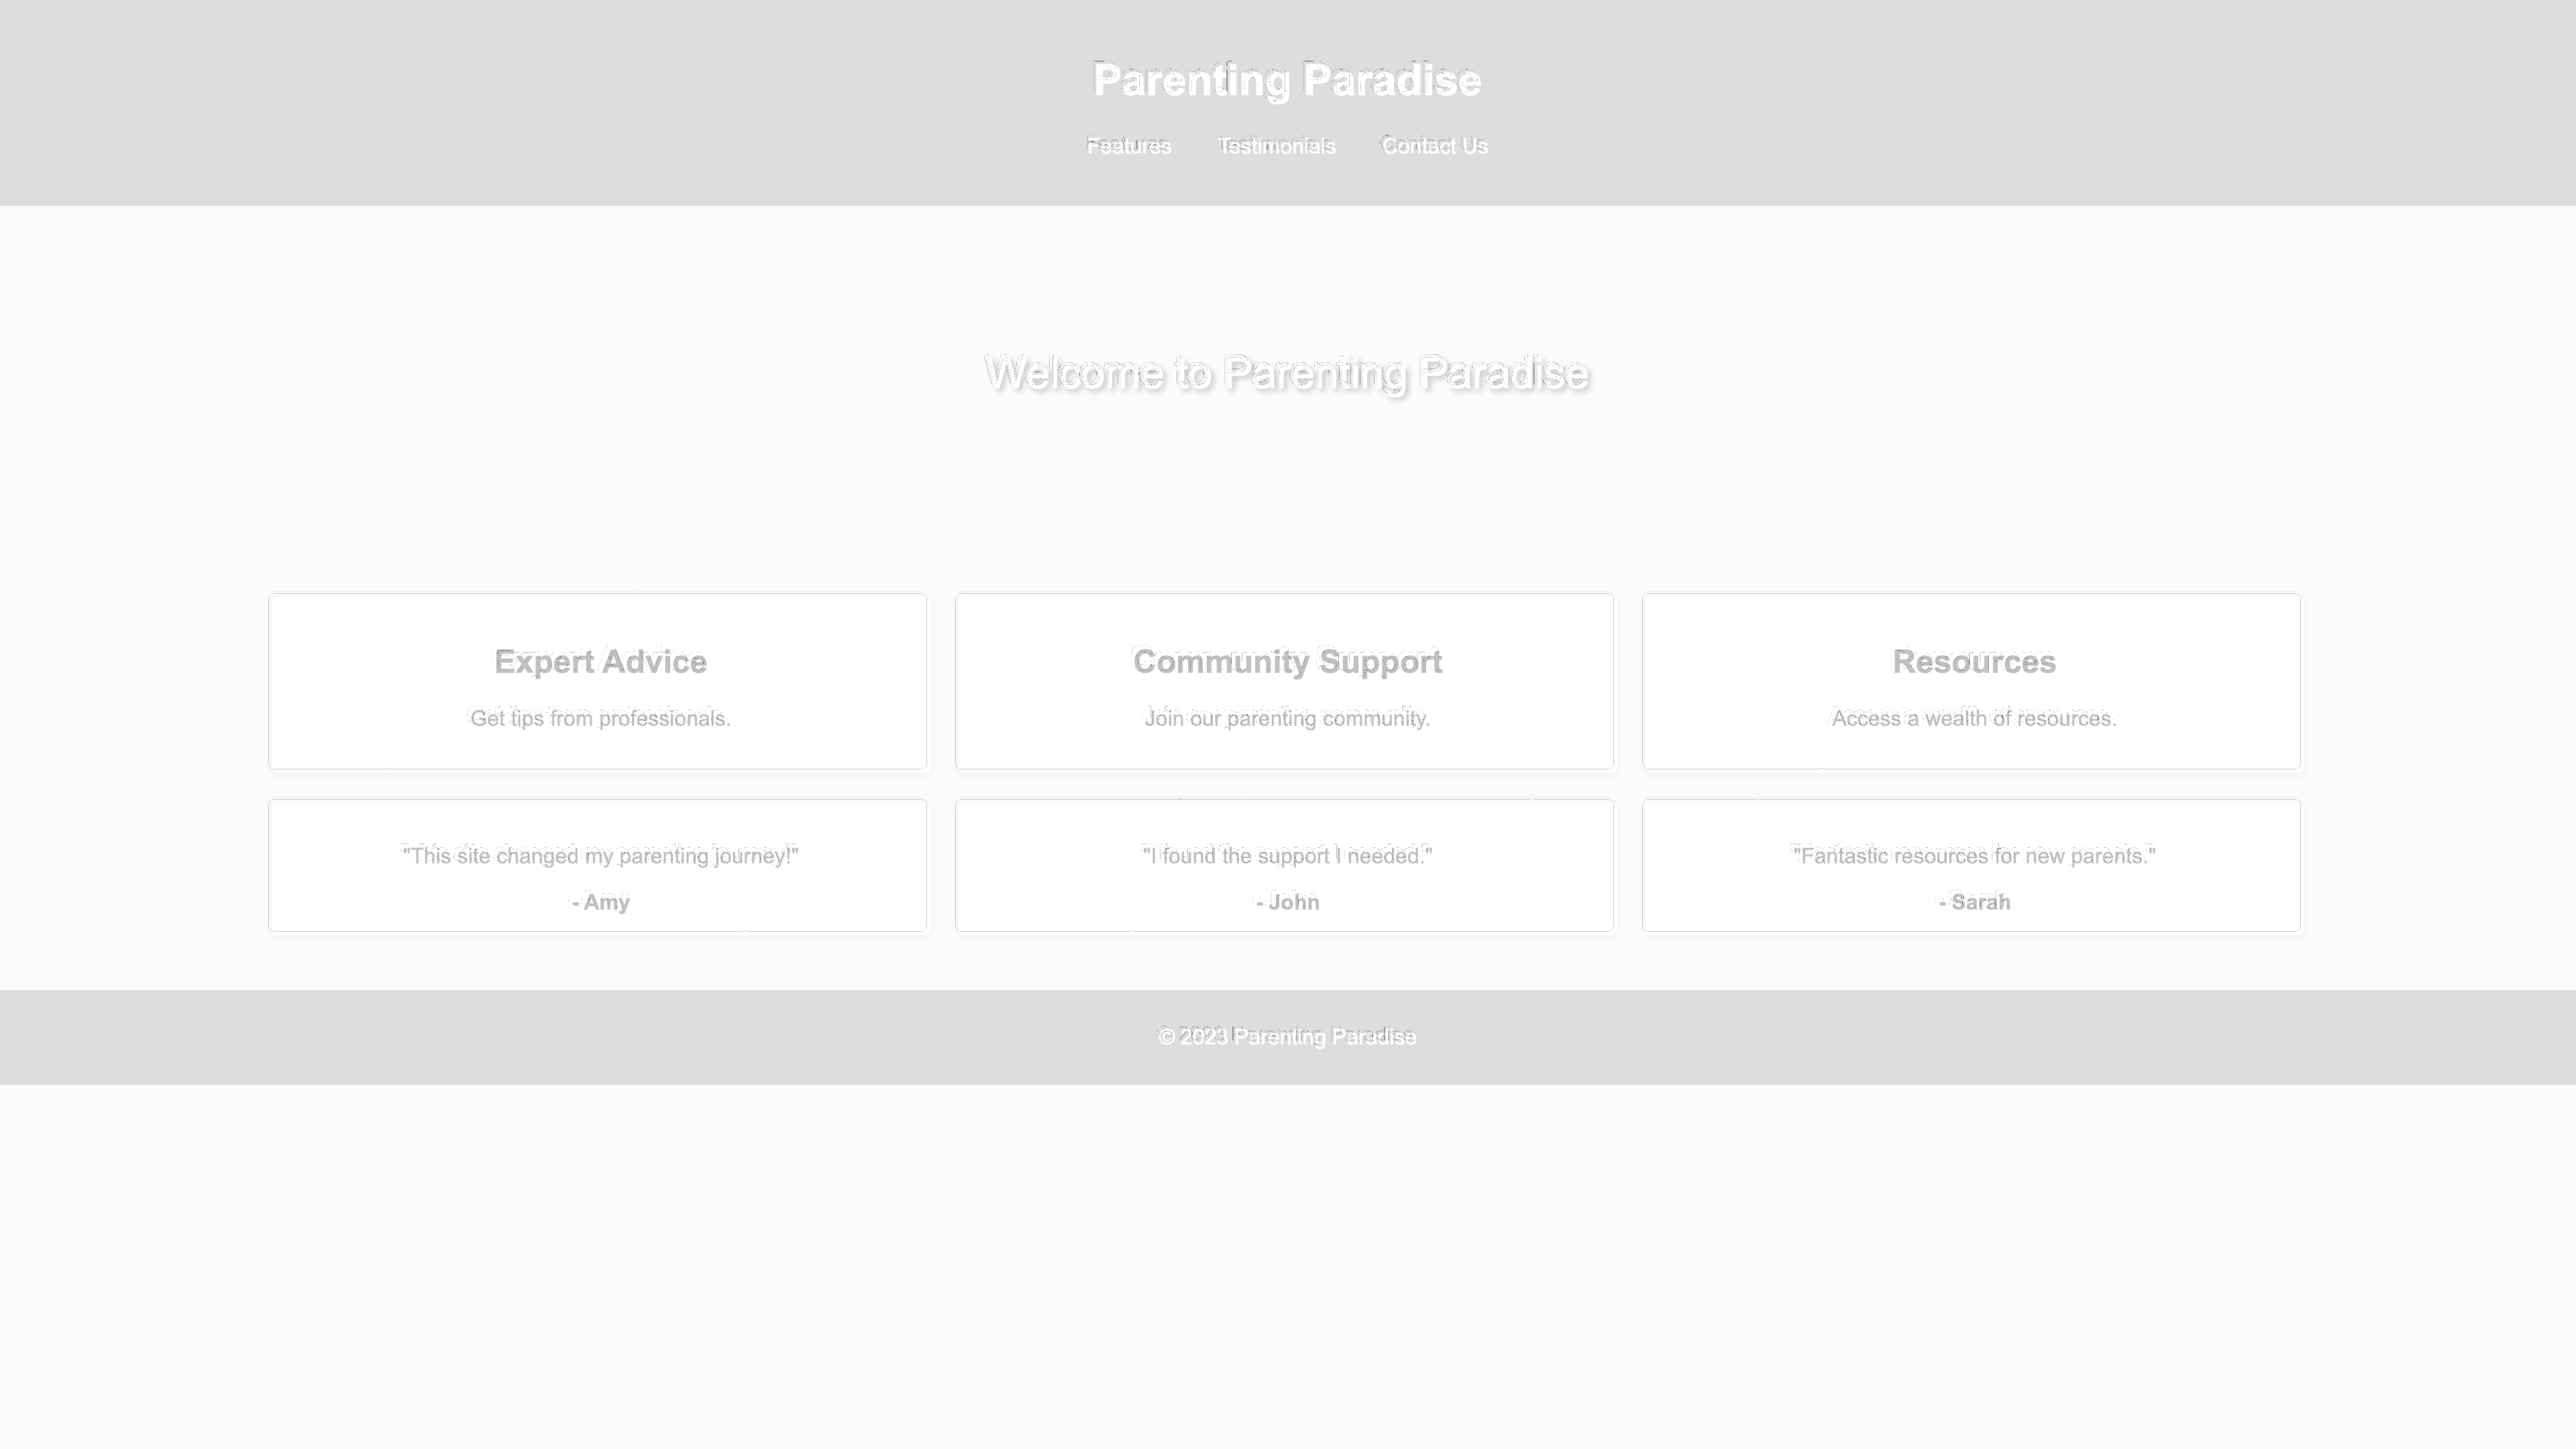 Parenting Paradise
Features Testimonials Contact Us
Welcome to Parenting Paradise
Expert Advice
Get tips from professionals.
Community Support
Join our parenting community.
Resources
Access a wealth of resources.
"This site changed my parenting journey!"
- Amy
"I found the support I needed."
- John
"Fantastic resources for new parents."
- Sarah
© 2023 Parenting Paradise